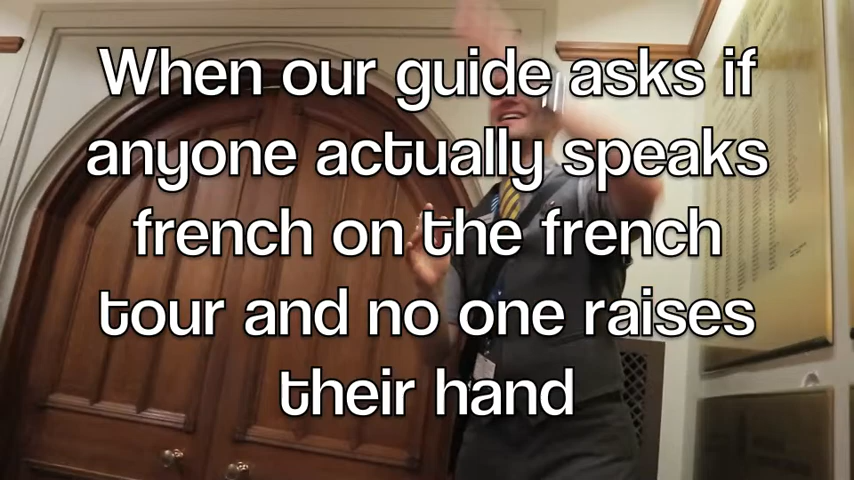 When our guide asks if
anyone actually speaks
french on the french
tour and no one raises
their hand